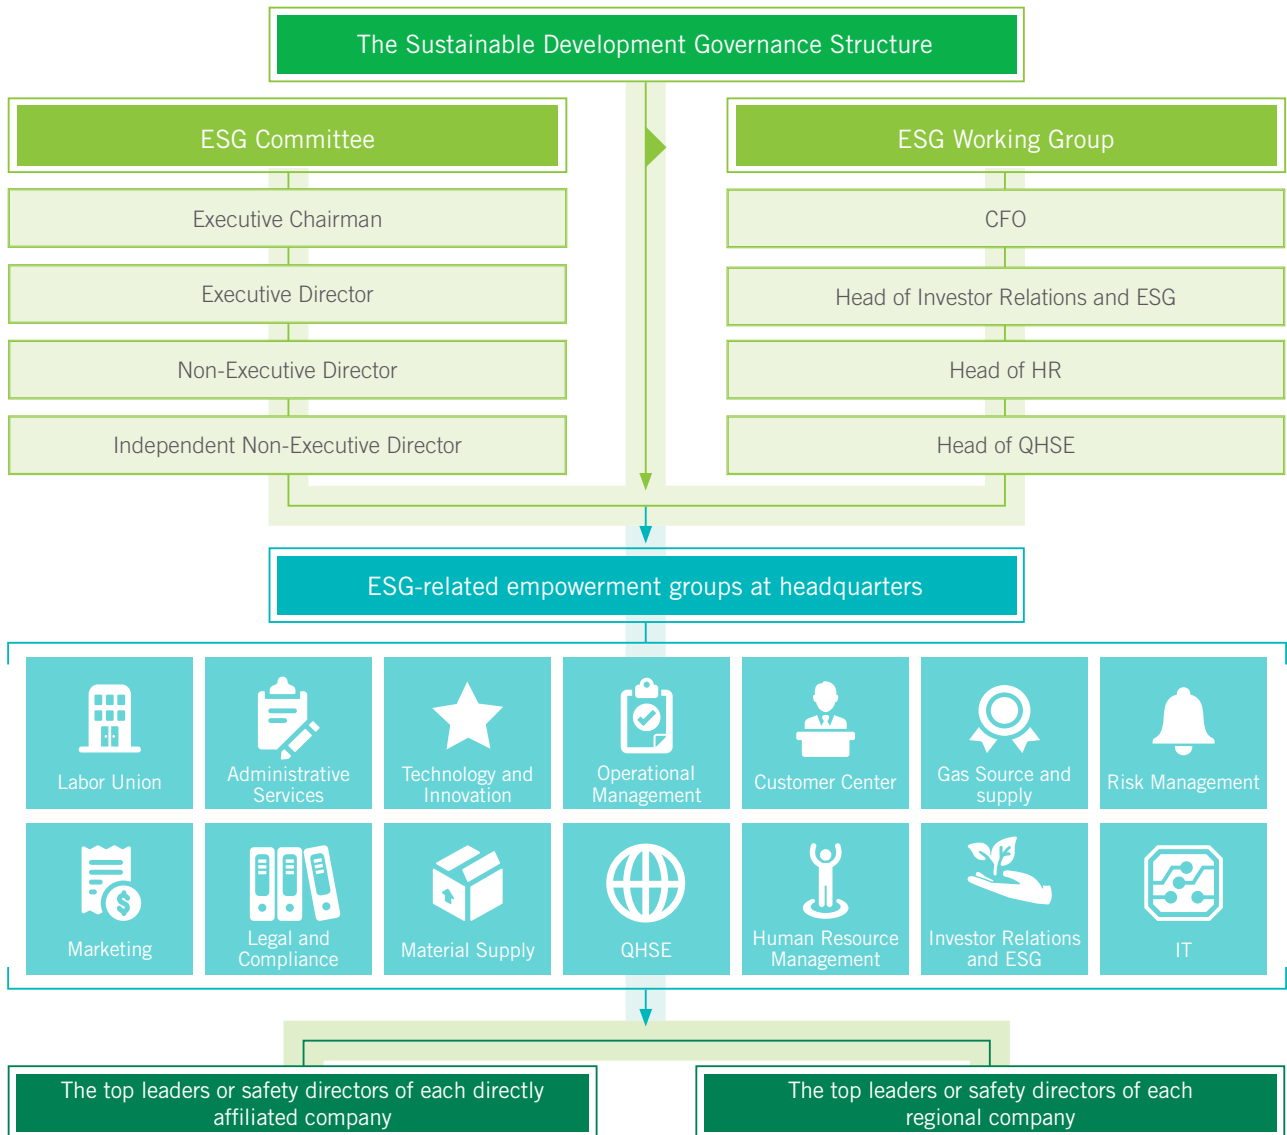 The Sustainable Development Governance Structure
ESG Committee
Executive Chairman
Executive Director
Non-Executive Director
Independent Non-Executive Director
ESG Working Group
CFO
Head of Investor Relations and ESG
Head of HR
Head of QHSE
ESG-related empowerment groups at headquarters
Labor Union
Administrative
Services
Technology and
Innovation
Operational
Management
Customer Center
Gas Source and
supply
Risk Management
$
Marketing
Legal and
Compliance
Material Supply
QHSE
Human Resource
Management
Investor Relations
and ESG
IT
The top leaders or safety directors of each directly
affiliated company
The top leaders or safety directors of each
regional company